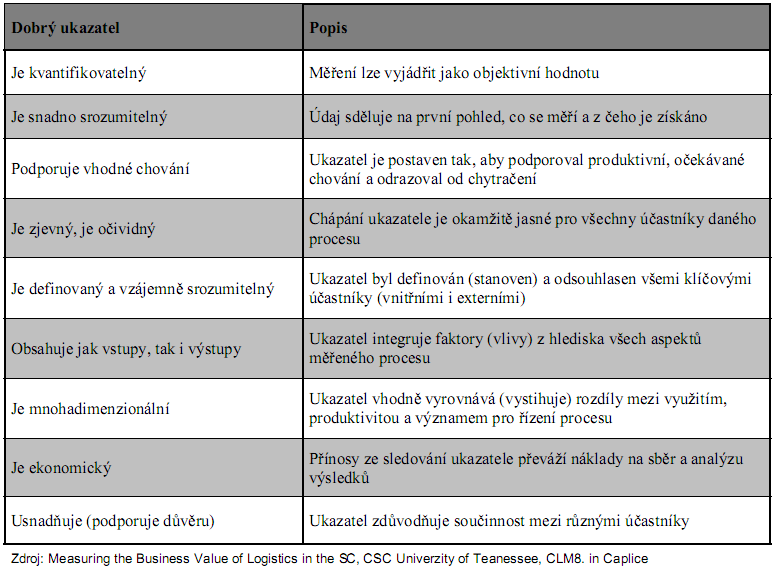 Dobrý ukazatel Popis
Je kvantifikovatelný Měření lze vyjádřit jako objektivní hodnotu
Je snadno srozumitelný Údaj sděluje na první pohled, co se měří a z čeho je získáno
Podporuje vhodné chování Ukazatel je postaven tak, aby podporoval produktivní, očekávané
chování a odrazoval od chytračení
Je zjevný, je očividný Chápání ukazatele je okamžitě jasné pro všechny účastníky daného
procesu
Je definovaný a vzájemně srozumitelný Ukazatel byl definován (stanoven) a odsouhlasen všemi klíčovými
účastníky (vnitřními i externími)
Obsahuje jak vstupy, tak i výstupy Ukazatel integruje faktory (vlivy) z hlediska všech aspektů
měřeného procesu
Je mnohadimenzionální Ukazatel vhodně vyrovnává (vystihuje) rozdíly mezi využitím,
produktivitou a významem pro řízení procesu
Je ekonomický Přínosy ze sledování ukazatele převáží náklady na sběr a analýzu
výsledků
Usnadňuje (podporuje důvěru) Ukazatel zdůvodňuje součinnost mezi různými účastníky
Zdroj: Measuring the Business Value of Logistics in the SC, CSC Univerzity of Teanessee, CLM8. in Caplice